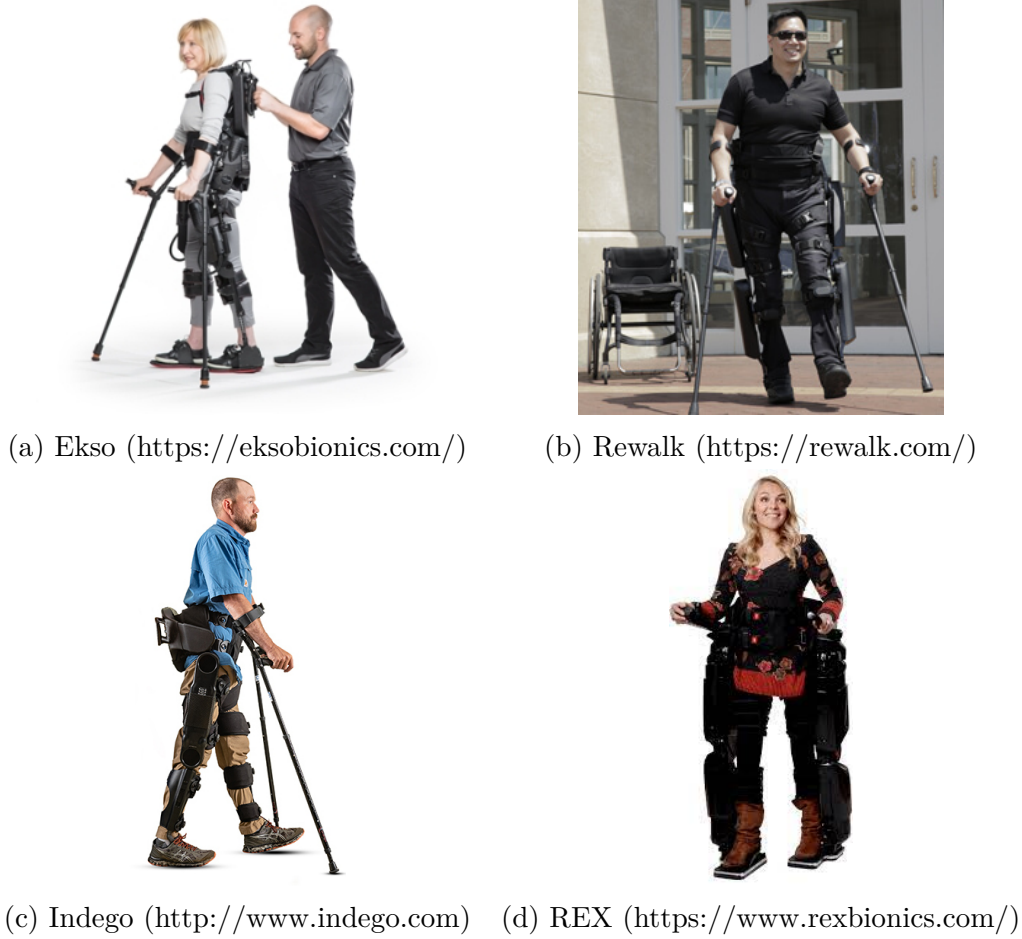 (a) Ekso (https://eksobionics.com/)
(b) Rewalk (https://rewalk.com/)
(c) Indego (http://www.indego.com)
(d) REX (https://www.rexbionics.com/)